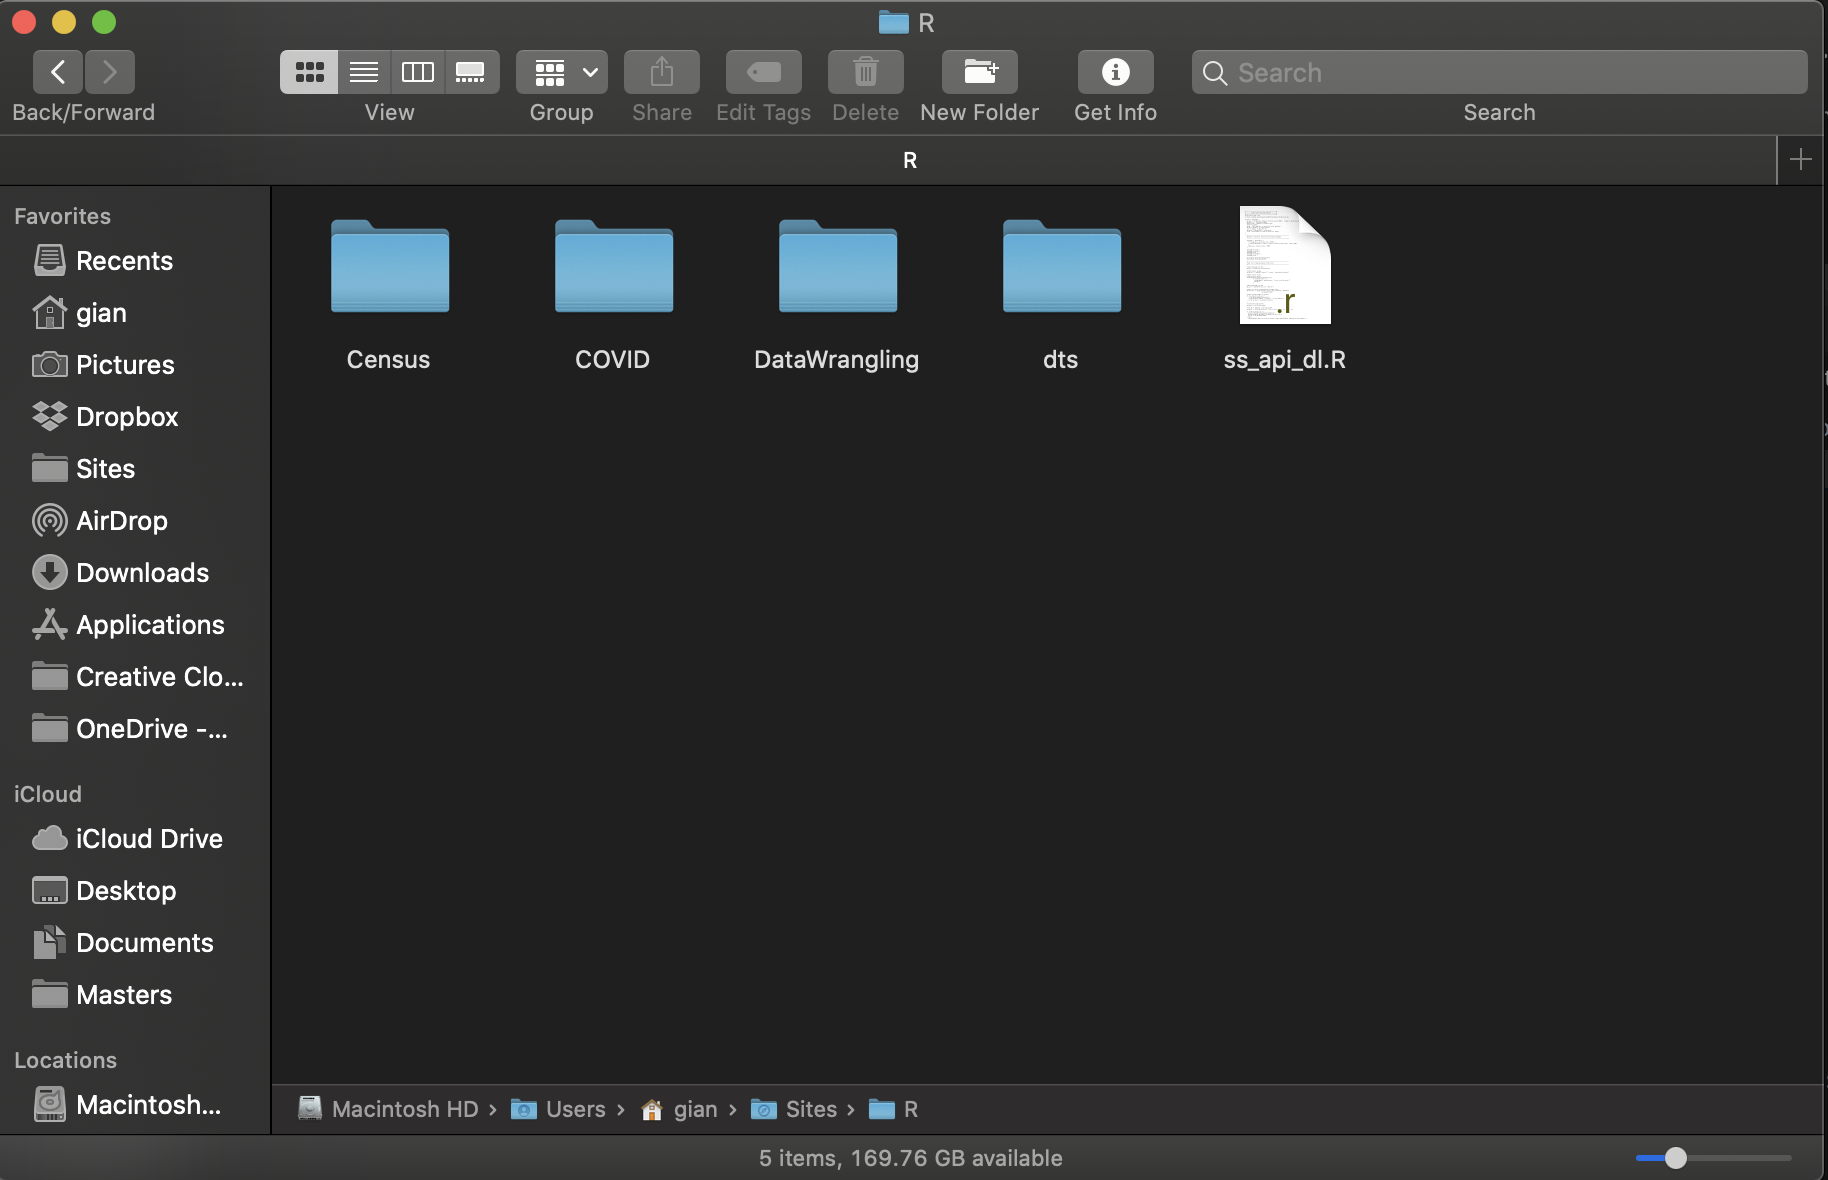 R
Back/Forward
View
Group
Share
Edit Tags
Delete
New Folder
Get Info
Search
Search
R
Favorites
Recents
gian
Pictures
Dropbox
Sites
AirDrop
Downloads
Applications
Creative Clo...
OneDrive -...
iCloud
iCloud Drive
Desktop
Documents
Masters
Locations
Macintosh...
Census
COVID
DataWrangling
dts
.r
ss_api_dl.R
Macintosh HD › Users › gian › Sites › R
5 items, 169.76 GB available